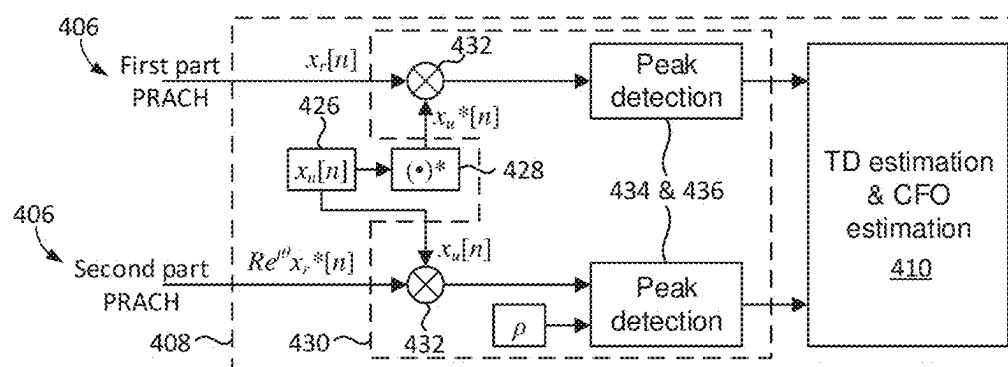 406
First part
PRACH
x_r[n]
432
Peak
detection
426
x_u*[n]
x_u[n]
(•)*
428
434 & 436
TD estimation
& CFO
estimation
410
406
Second part
PRACH
Re^{jθ}x_r*[n]
x_u[n]
432
ρ
Peak
detection
408
430